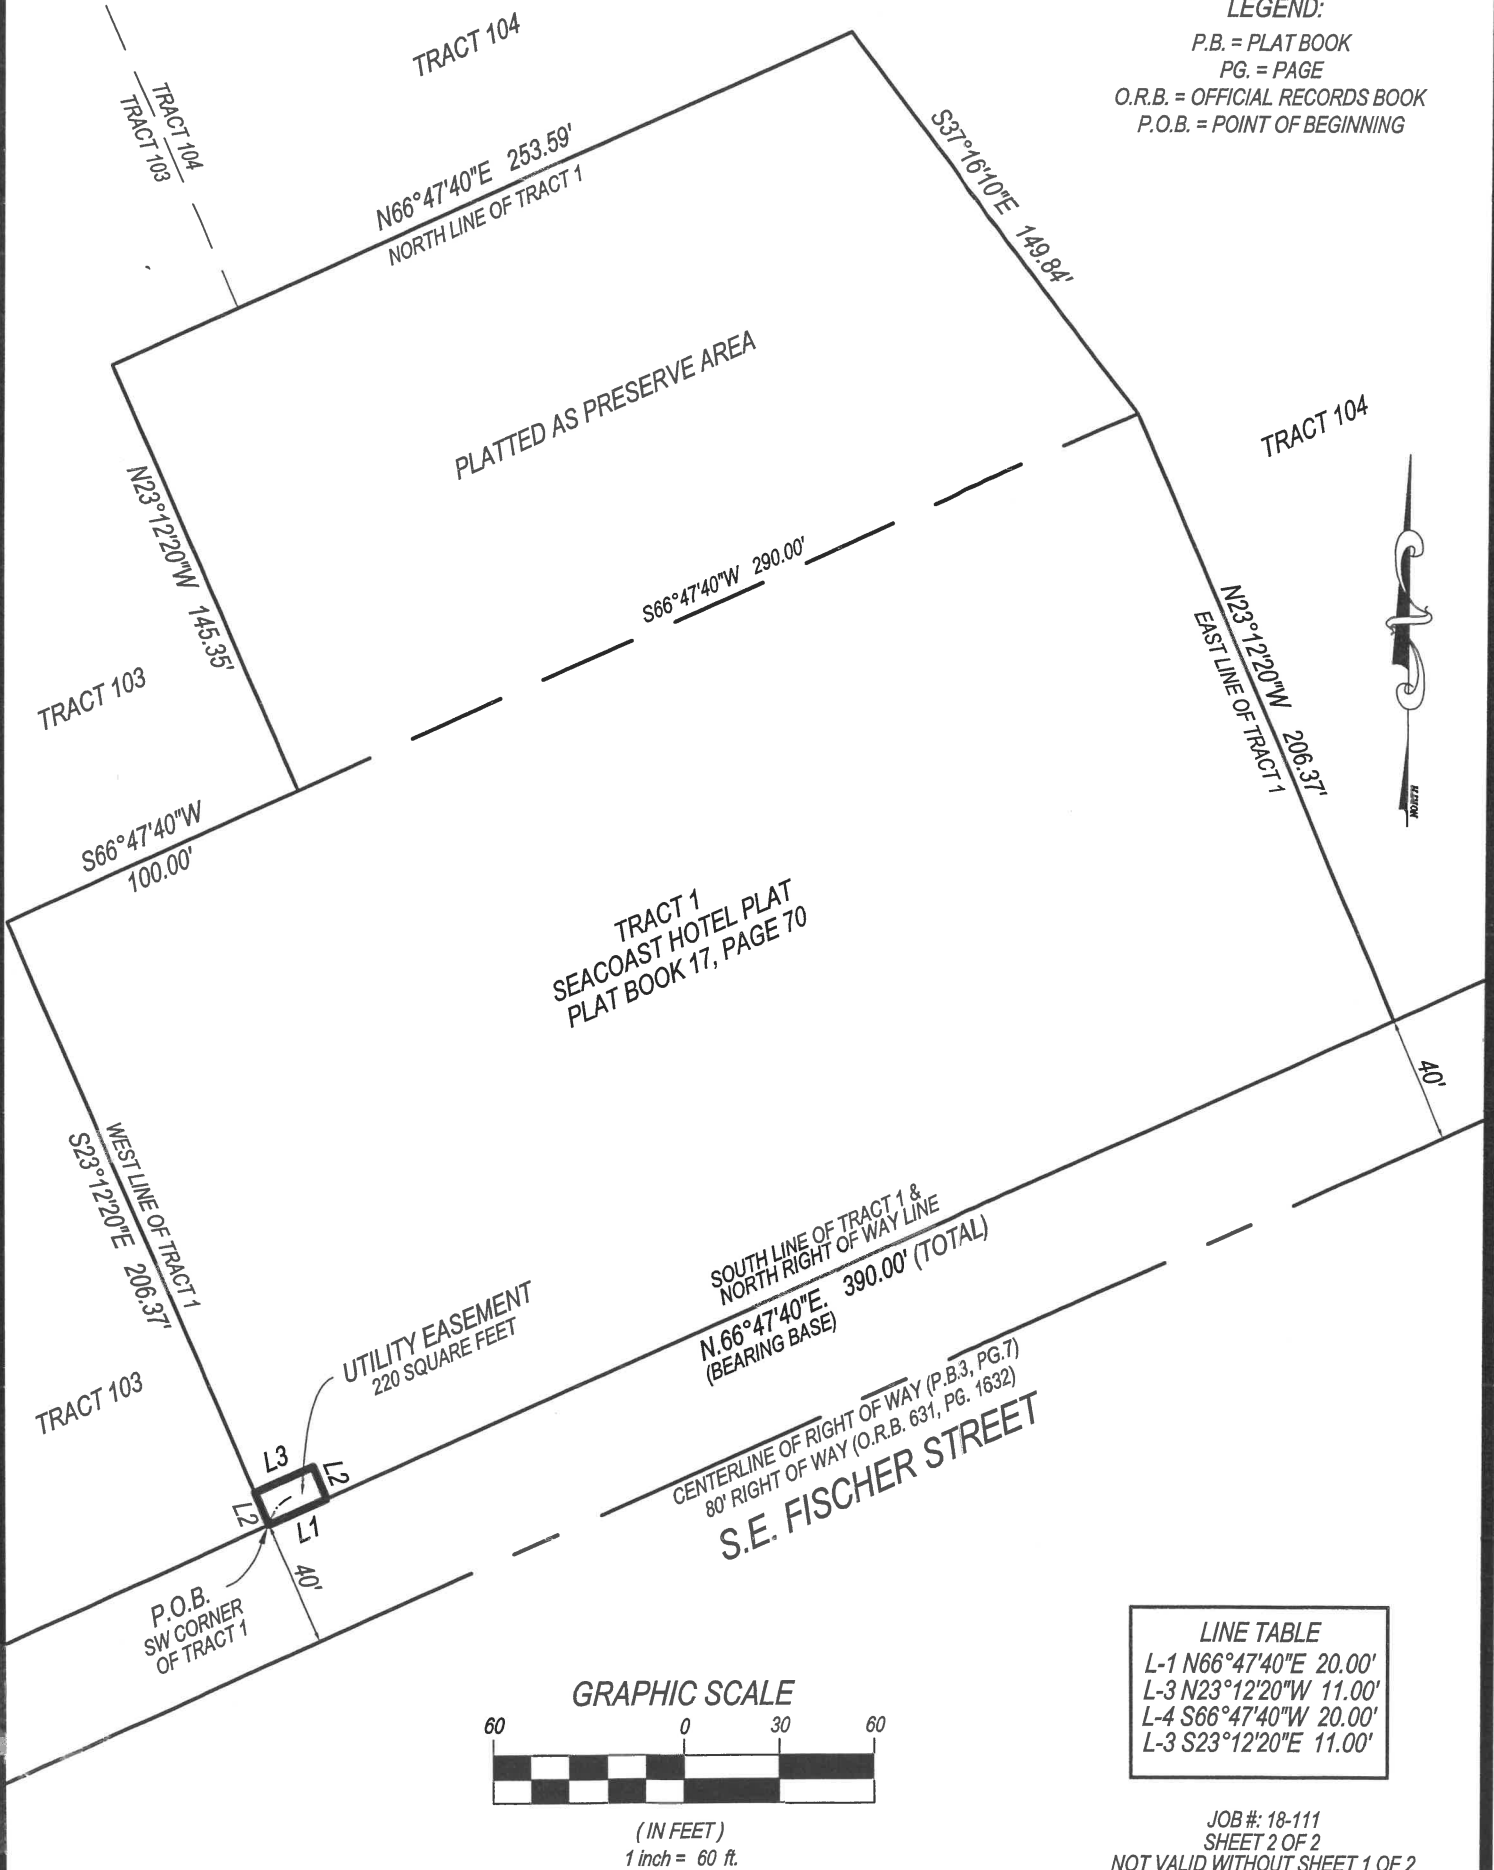 LEGEND:
P.B. = PLAT BOOK
PG. = PAGE
O.R.B. = OFFICIAL RECORDS BOOK
P.O.B. = POINT OF BEGINNING
TRACT 104
TRACT 104
TRACT 103
N66°47'40"E 253.59'
NORTH LINE OF TRACT 1
S37°16'10"E 149.84'
PLATTED AS PRESERVE AREA
TRACT 104
N23°12'20"W 145.35'
S66°47'40"W 290.00'
N23°12'20"W 206.37'
EAST LINE OF TRACT 1
NORTH
TRACT 103
S66°47'40"W
100.00'
TRACT 1
SEACOAST HOTEL PLAT
PLAT BOOK 17, PAGE 70
40'
WEST LINE OF TRACT 1
S23°12'20"E 206.37'
SOUTH LINE OF TRACT 1 &
NORTH RIGHT OF WAY LINE
N.66°47'40"E. 390.00' (TOTAL)
(BEARING BASE)
UTILITY EASEMENT
220 SQUARE FEET
TRACT 103
CENTERLINE OF RIGHT OF WAY (P.B.3, PG.7)
80' RIGHT OF WAY (O.R.B. 631, PG. 1632)
S.E. FISCHER STREET
L3
L2
L2
L1
40'
P.O.B.
SW CORNER
OF TRACT 1
LINE TABLE
L-1 N66°47'40"E 20.00'
L-3 N23°12'20"W 11.00'
L-4 S66°47'40"W 20.00'
L-3 S23°12'20"E 11.00'
GRAPHIC SCALE
60 0 30 60
( IN FEET )
1 inch = 60 ft.
JOB #: 18-111
SHEET 2 OF 2
NOT VALID WITHOUT SHEET 1 OF 2